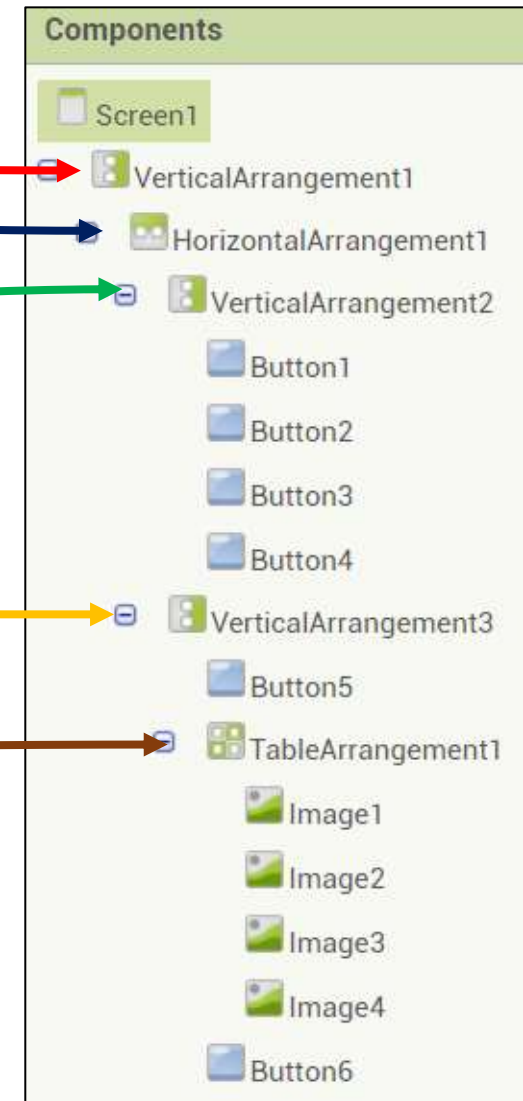 Components
Screen1
VerticalArrangement1
HorizontalArrangement1
VerticalArrangement2
Button1
Button2
Button3
Button4
VerticalArrangement3
Button5
TableArrangement1
Image1
Image2
Image3
Image4
Button6